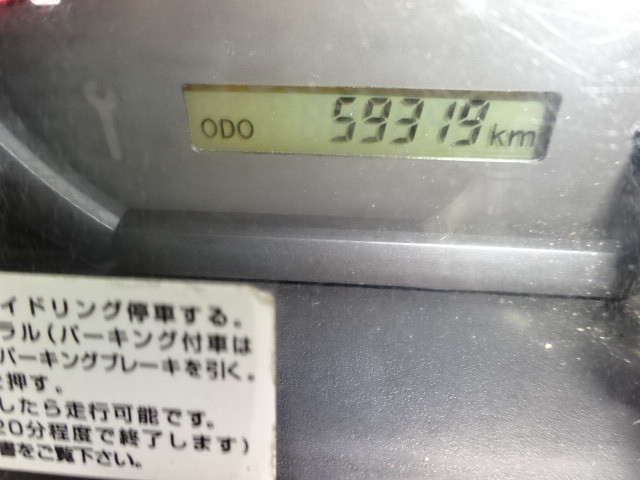 ODO 59319 km
イドリング停車する。
ラル(パーキング付車は
パーキングブレーキを引く。
押す。
したら走行可能です。
20分程度で終了します)
書をご覧下さい。